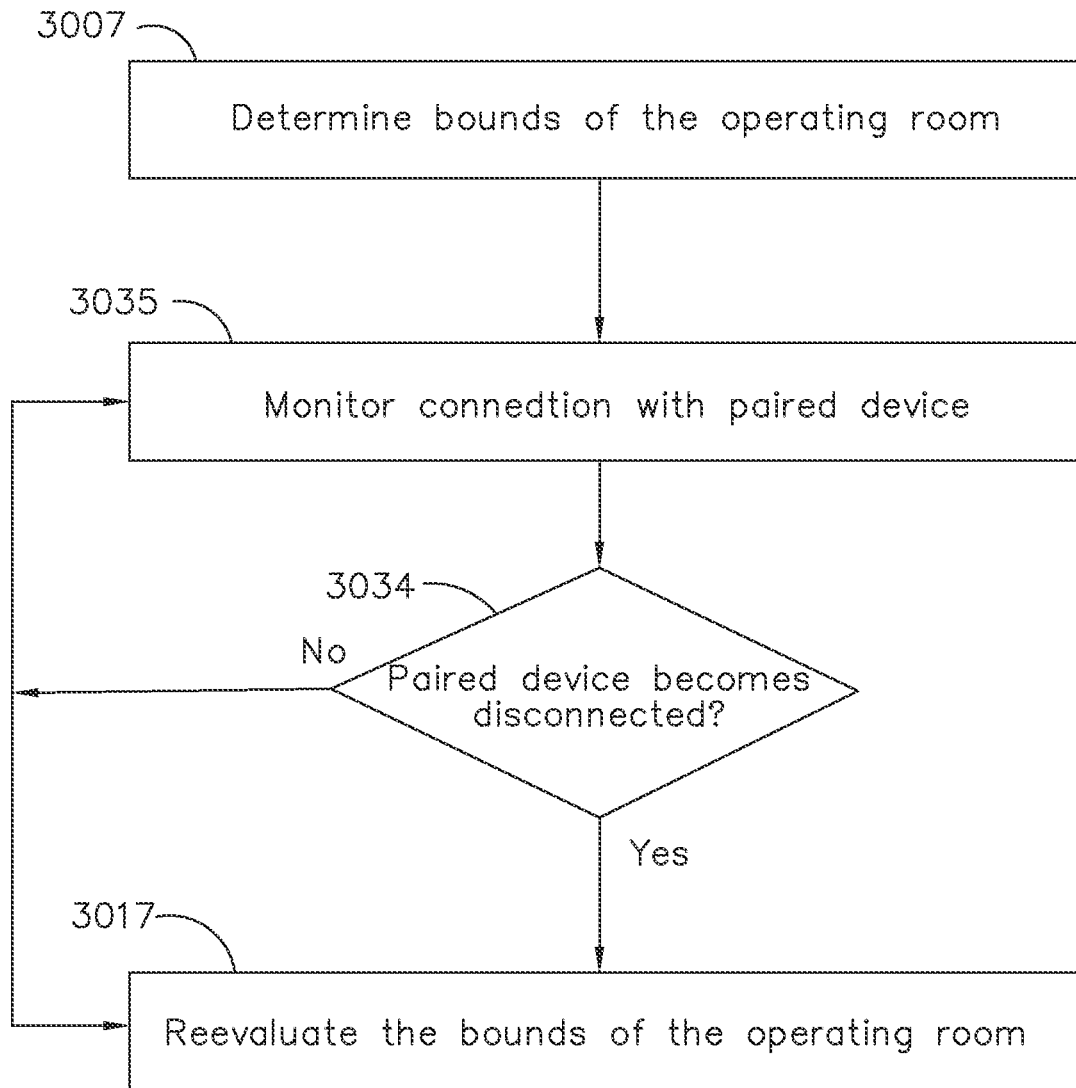 3007
Determine bounds of the operating room
3035
Monitor connedtion with paired device
3034
No
Paired device becomes
disconnected?
Yes
3017
Reevaluate the bounds of the operating room